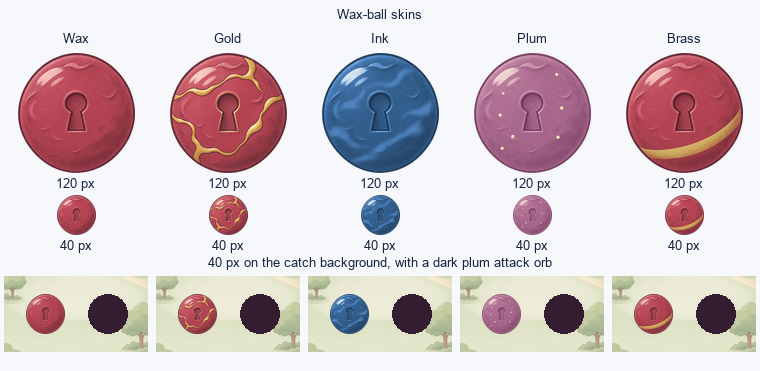 Wax-ball skins
Wax Gold Ink Plum Brass
120 px 120 px 120 px 120 px 120 px
40 px 40 px 40 px 40 px 40 px
40 px on the catch background, with a dark plum attack orb